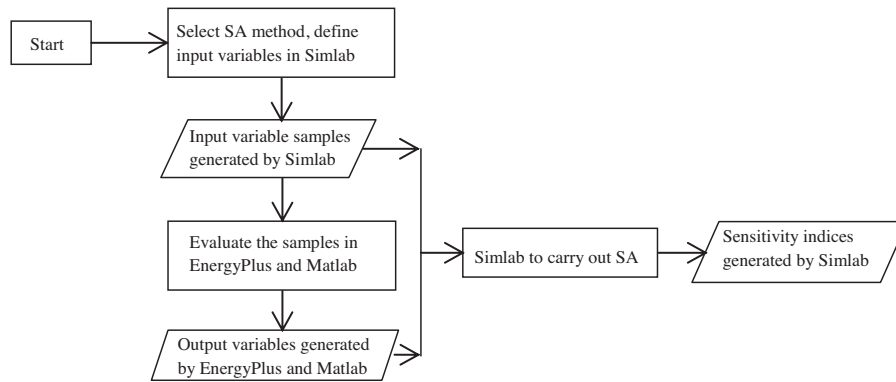 Start
Select SA method, define
input variables in Simlab
Input variable samples
generated by Simlab
Evaluate the samples in
EnergyPlus and Matlab
Output variables generated
by EnergyPlus and Matlab
Simlab to carry out SA
Sensitivity indices
generated by Simlab